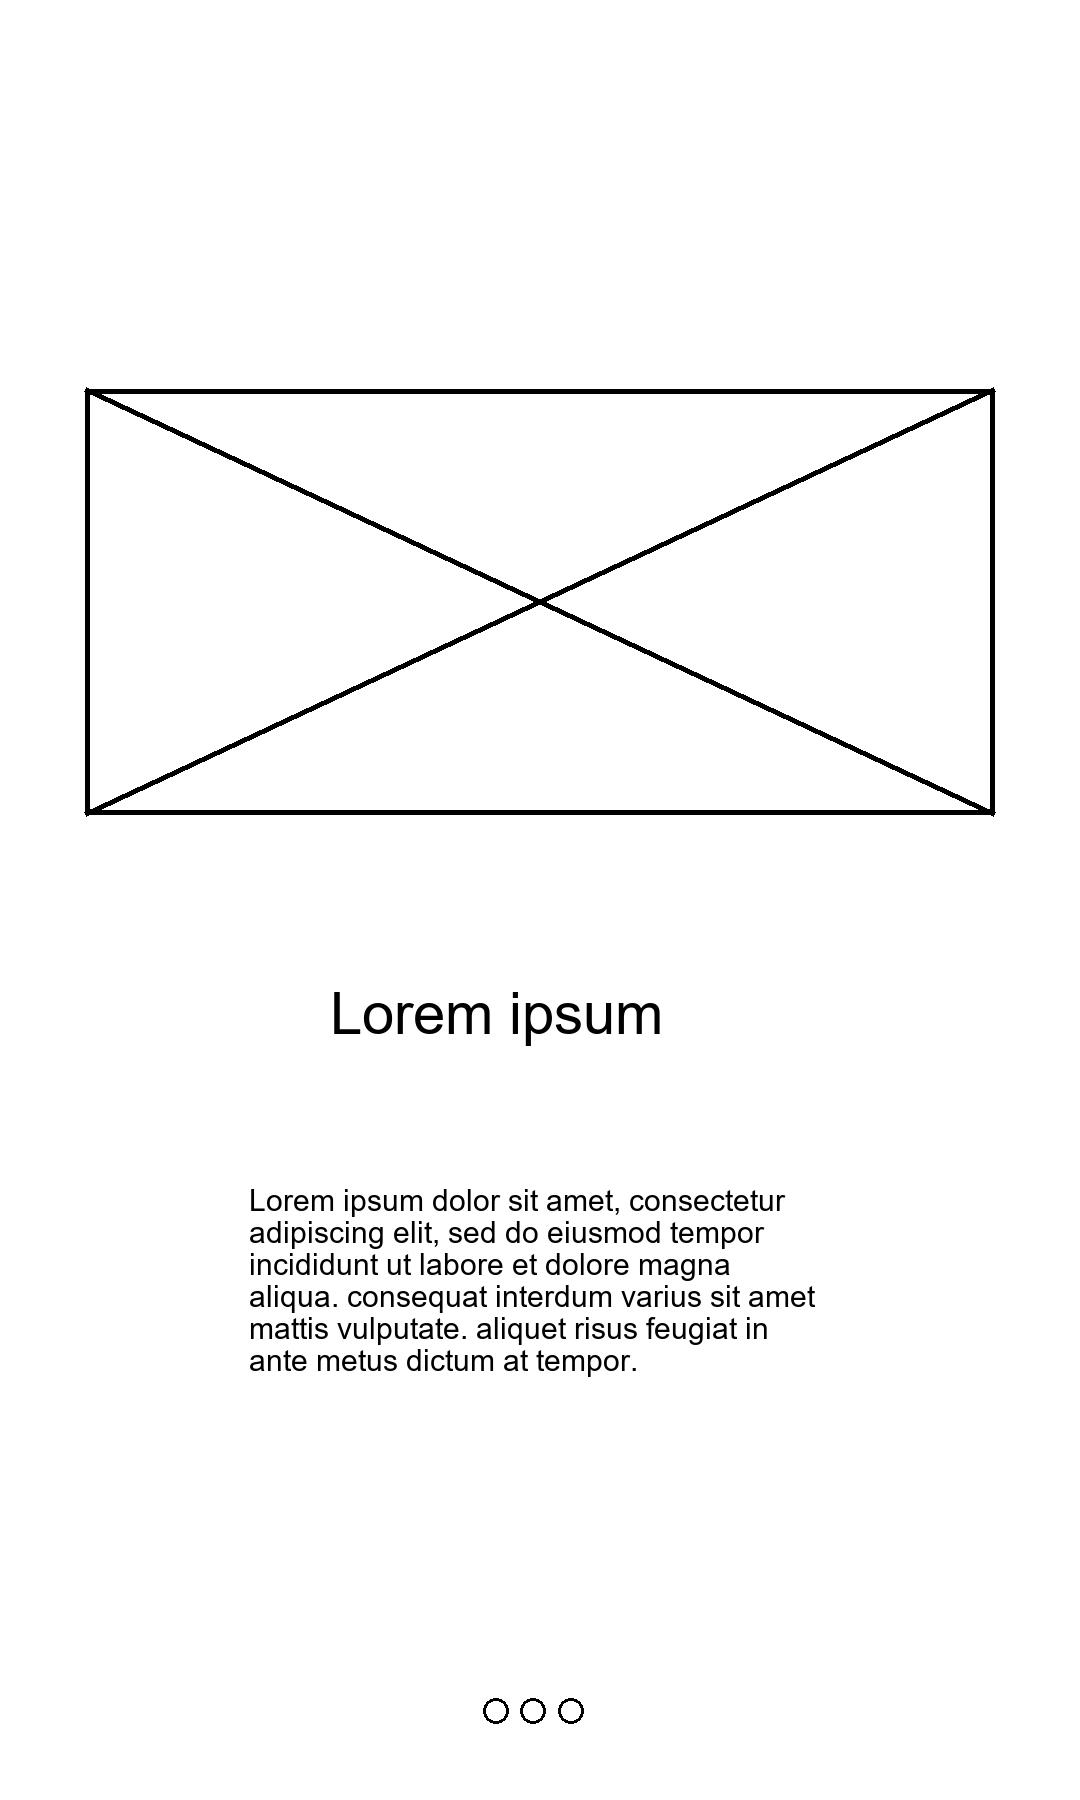 Lorem ipsum
Lorem ipsum dolor sit amet, consectetur
adipiscing elit, sed do eiusmod tempor
incididunt ut labore et dolore magna
aliqua. consequat interdum varius sit amet
mattis vulputate. aliquet risus feugiat in
ante metus dictum at tempor.